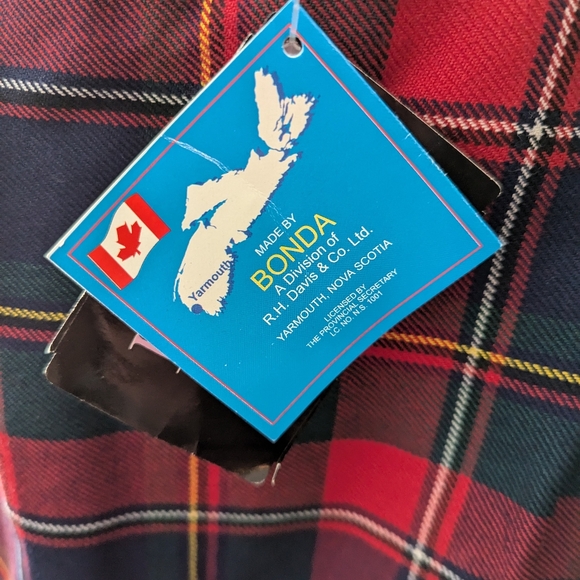 Yarmouth
MADE BY
BONDA
A Division of
R.H. Davis & Co. Ltd.
YARMOUTH, NOVA SCOTIA
LICENSED BY
THE PROVINCIAL SECRETARY
LC. NO. N.S. 1001